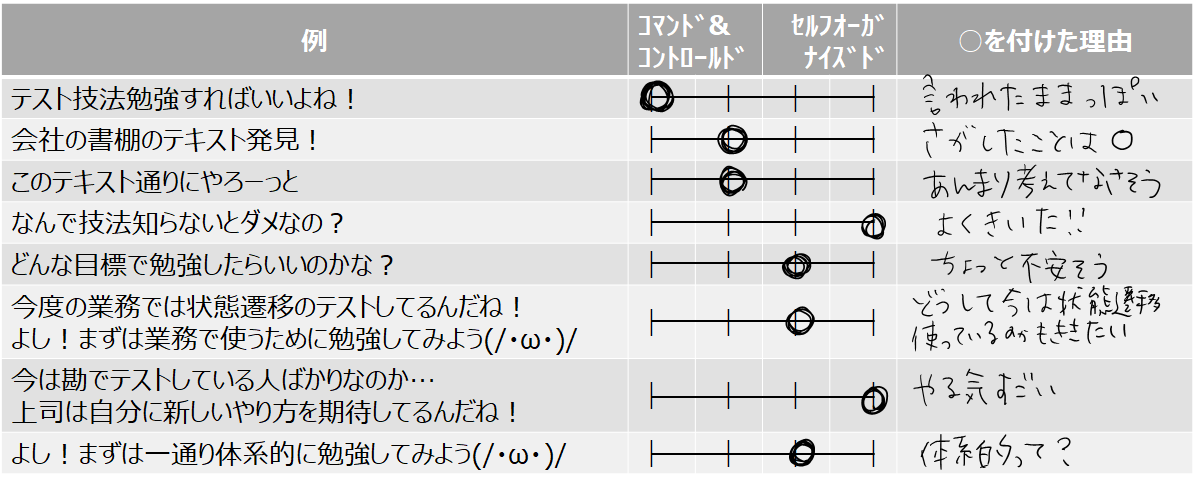 例
コマンド&
コントロールド
セルフオーガ
ナイズド
○を付けた理由
テスト技法勉強すればいいよね！
言われたままっぽい
会社の書棚のテキスト発見！
さがしたことは○
このテキスト通りにやろーっと
あんまり考えてなさそう
なんで技法知らないとダメなの？
よくきいた!!
どんな目標で勉強したらいいのかな？
ちょっと不安そう
今度の業務では状態遷移のテストしてるんだね！
よし！まずは業務で使うために勉強してみよう(/・ω・)/
どうして今は状態遷移
使っているのかもききたい
今は勘でテストしている人ばかりなのか…
上司は自分に新しいやり方を期待してるんだね！
やる気すごい
よし！まずは一通り体系的に勉強してみよう(/・ω・)/
体系的って？